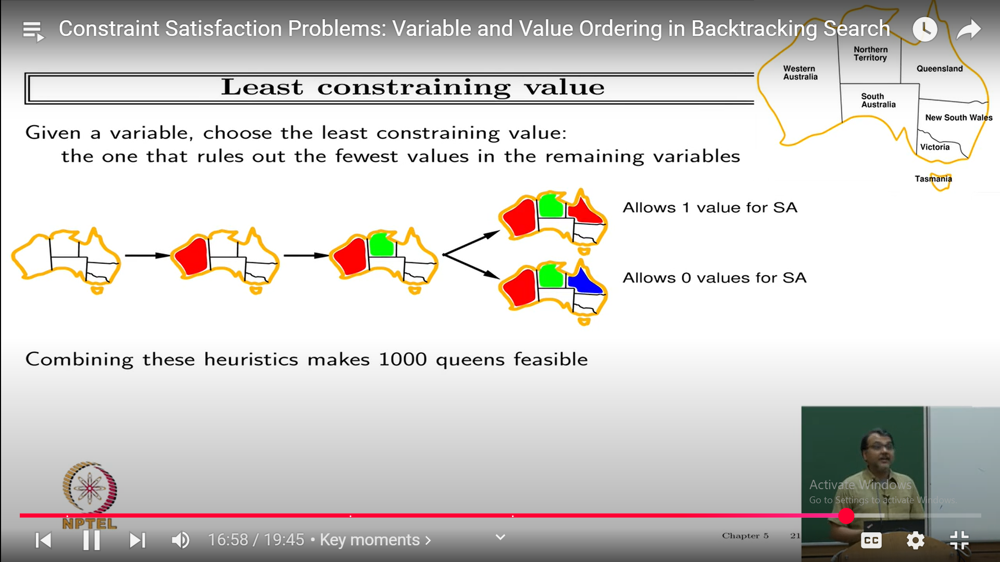 Constraint Satisfaction Problems: Variable and Value Ordering in Backtracking Search
Least constraining value
Northern
Territory
Western
Australia
Queensland
South
Australia
New South Wales
Victoria
Tasmania
Given a variable, choose the least constraining value:
the one that rules out the fewest values in the remaining variables
Allows 1 value for SA
Allows 0 values for SA
Combining these heuristics makes 1000 queens feasible
Activate Windows
Go to Settings to activate Windows.
NPTEL
16:58 / 19:45 • Key moments
Chapter 5 21
CC